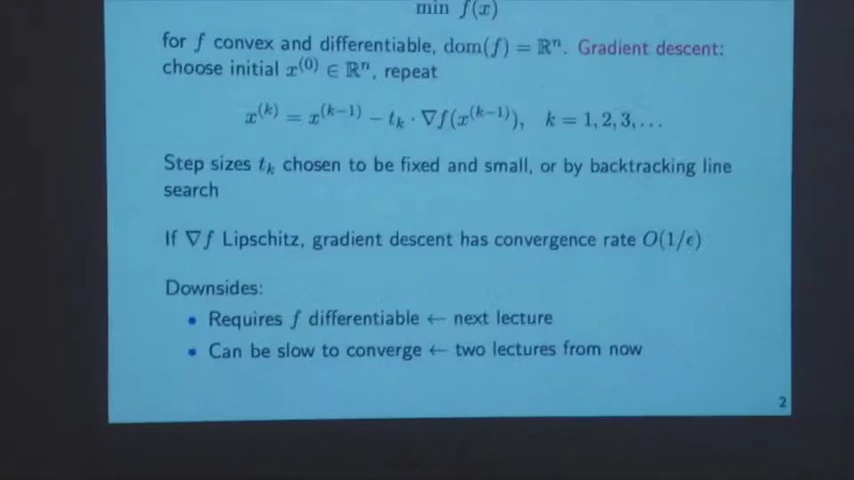 min f(x)
for f convex and differentiable, dom(f) = ℝⁿ. Gradient descent:
choose initial x⁽⁰⁾ ∈ ℝⁿ, repeat
x⁽ᵏ⁾ = x⁽ᵏ⁻¹⁾ − tₖ · ∇f(x⁽ᵏ⁻¹⁾), k = 1, 2, 3, . . .
Step sizes tₖ chosen to be fixed and small, or by backtracking line
search
If ∇f Lipschitz, gradient descent has convergence rate O(1/ϵ)
Downsides:
• Requires f differentiable ← next lecture
• Can be slow to converge ← two lectures from now
2